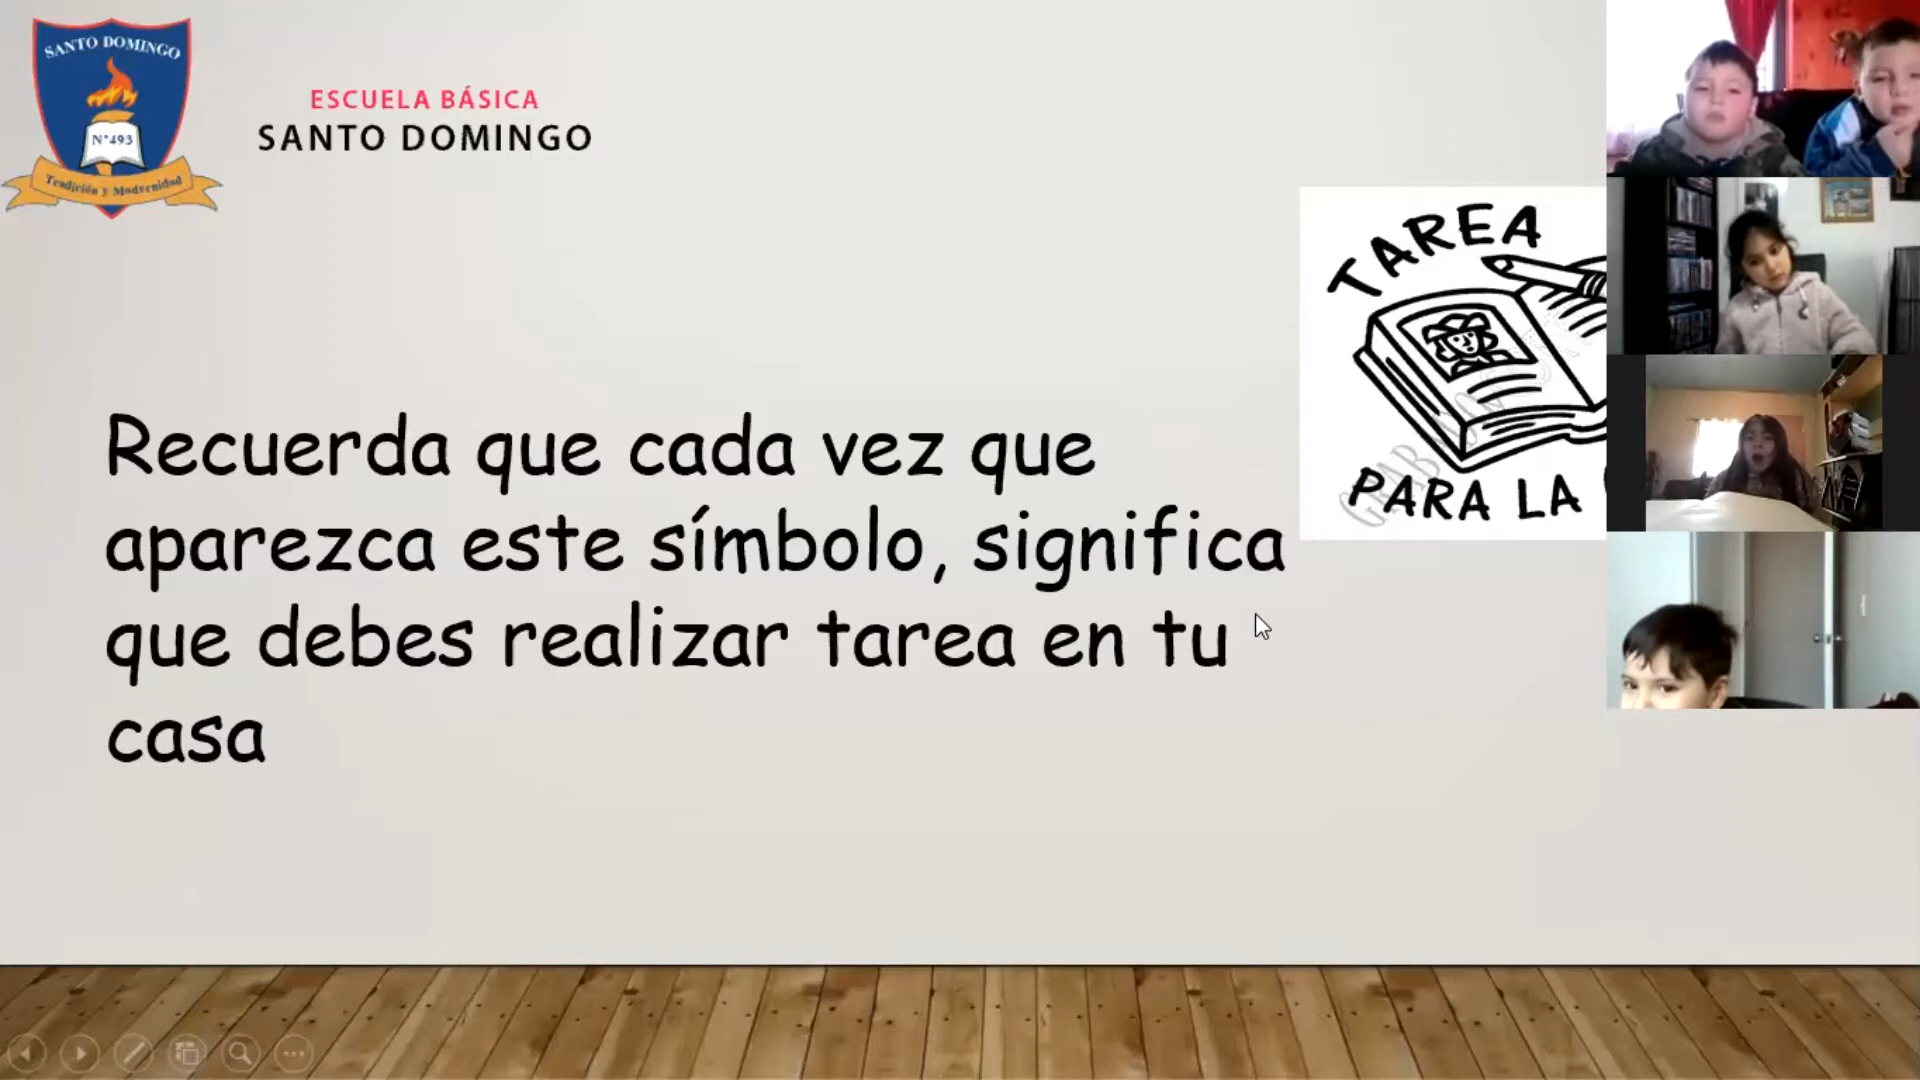 SANTO DOMINGO
N°493
Tradición y Modernidad
ESCUELA BÁSICA
SANTO DOMINGO
TAREA
PARA LA
Recuerda que cada vez que
aparezca este símbolo, significa
que debes realizar tarea en tu
casa